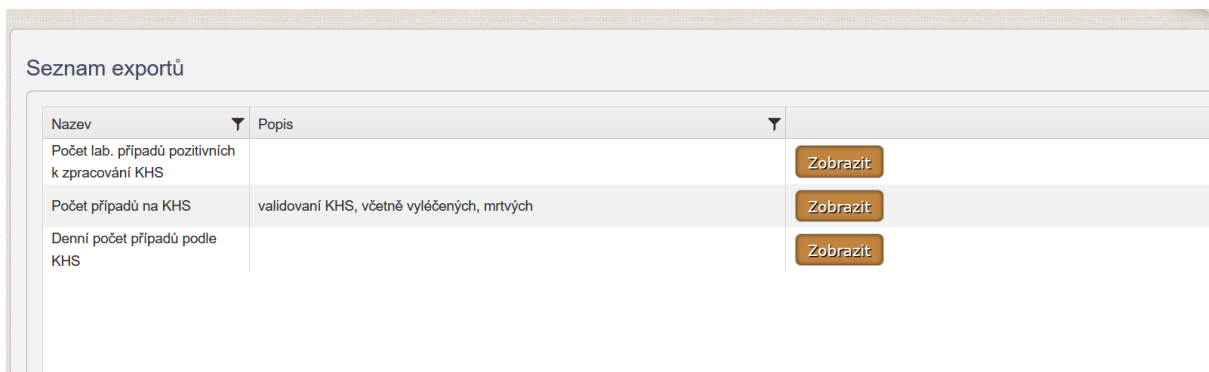 Seznam exportů
Nazev
Popis
Počet lab. případů pozitivních
k zpracování KHS
Zobrazit
Počet případů na KHS
validovaní KHS, včetně vyléčených, mrtvých
Zobrazit
Denní počet případů podle
KHS
Zobrazit